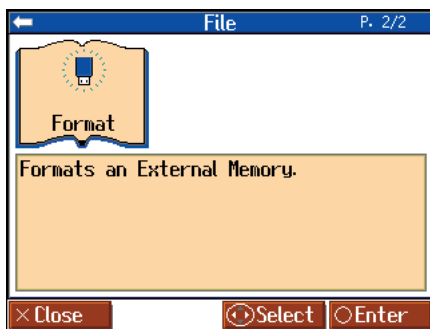 File P. 2/2
Format
Formats an External Memory.
×Close Select ○Enter